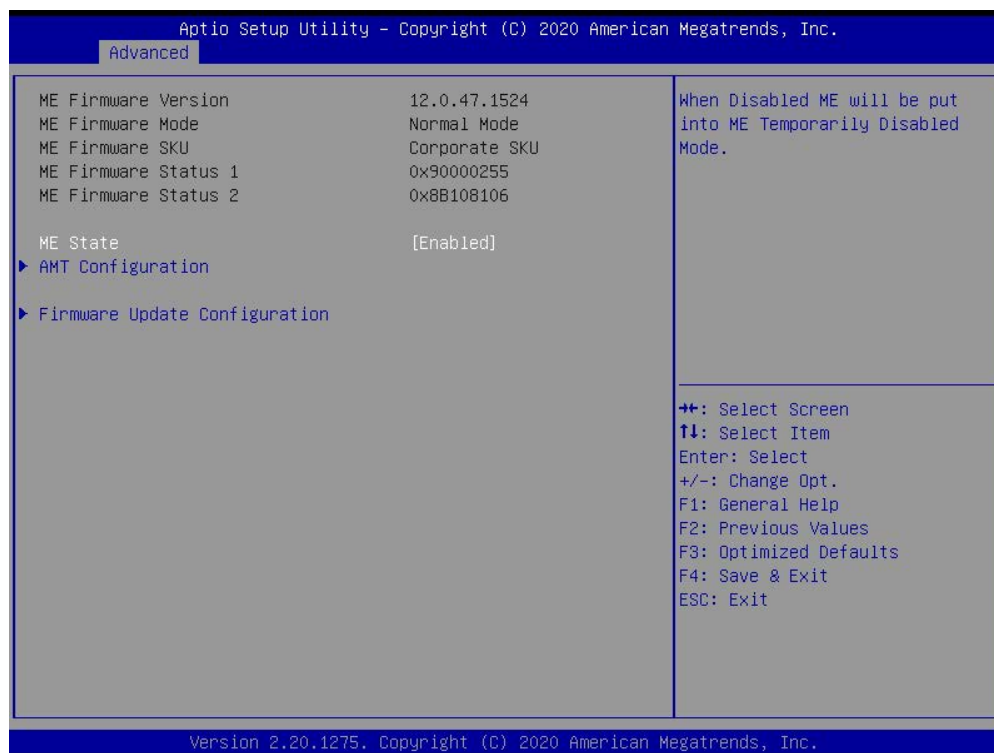 Aptio Setup Utility – Copyright (C) 2020 American Megatrends, Inc.
Advanced
ME Firmware Version 12.0.47.1524
ME Firmware Mode Normal Mode
ME Firmware SKU Corporate SKU
ME Firmware Status 1 0x90000255
ME Firmware Status 2 0x8B108106
ME State [Enabled]
► AMT Configuration
► Firmware Update Configuration
When Disabled ME will be put
into ME Temporarily Disabled
Mode.
→←: Select Screen
↑↓: Select Item
Enter: Select
+/-: Change Opt.
F1: General Help
F2: Previous Values
F3: Optimized Defaults
F4: Save & Exit
ESC: Exit
Version 2.20.1275. Copyright (C) 2020 American Megatrends, Inc.